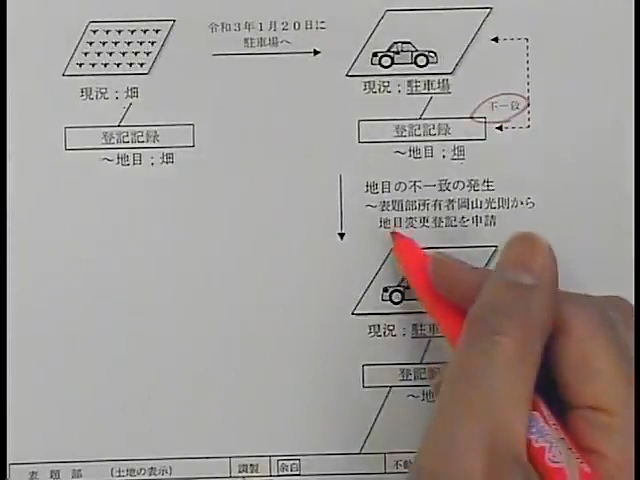 令和3年1月20日に
駐車場へ
現況;畑
登記記録
~地目;畑
現況;駐車場
不一致
登記記録
~地目;畑
地目の不一致の発生
~表題部所有者岡山光則から
地目変更登記を申請
現況;駐車
登記記
~地
表題部 (土地の表示) 調製 余白 不動